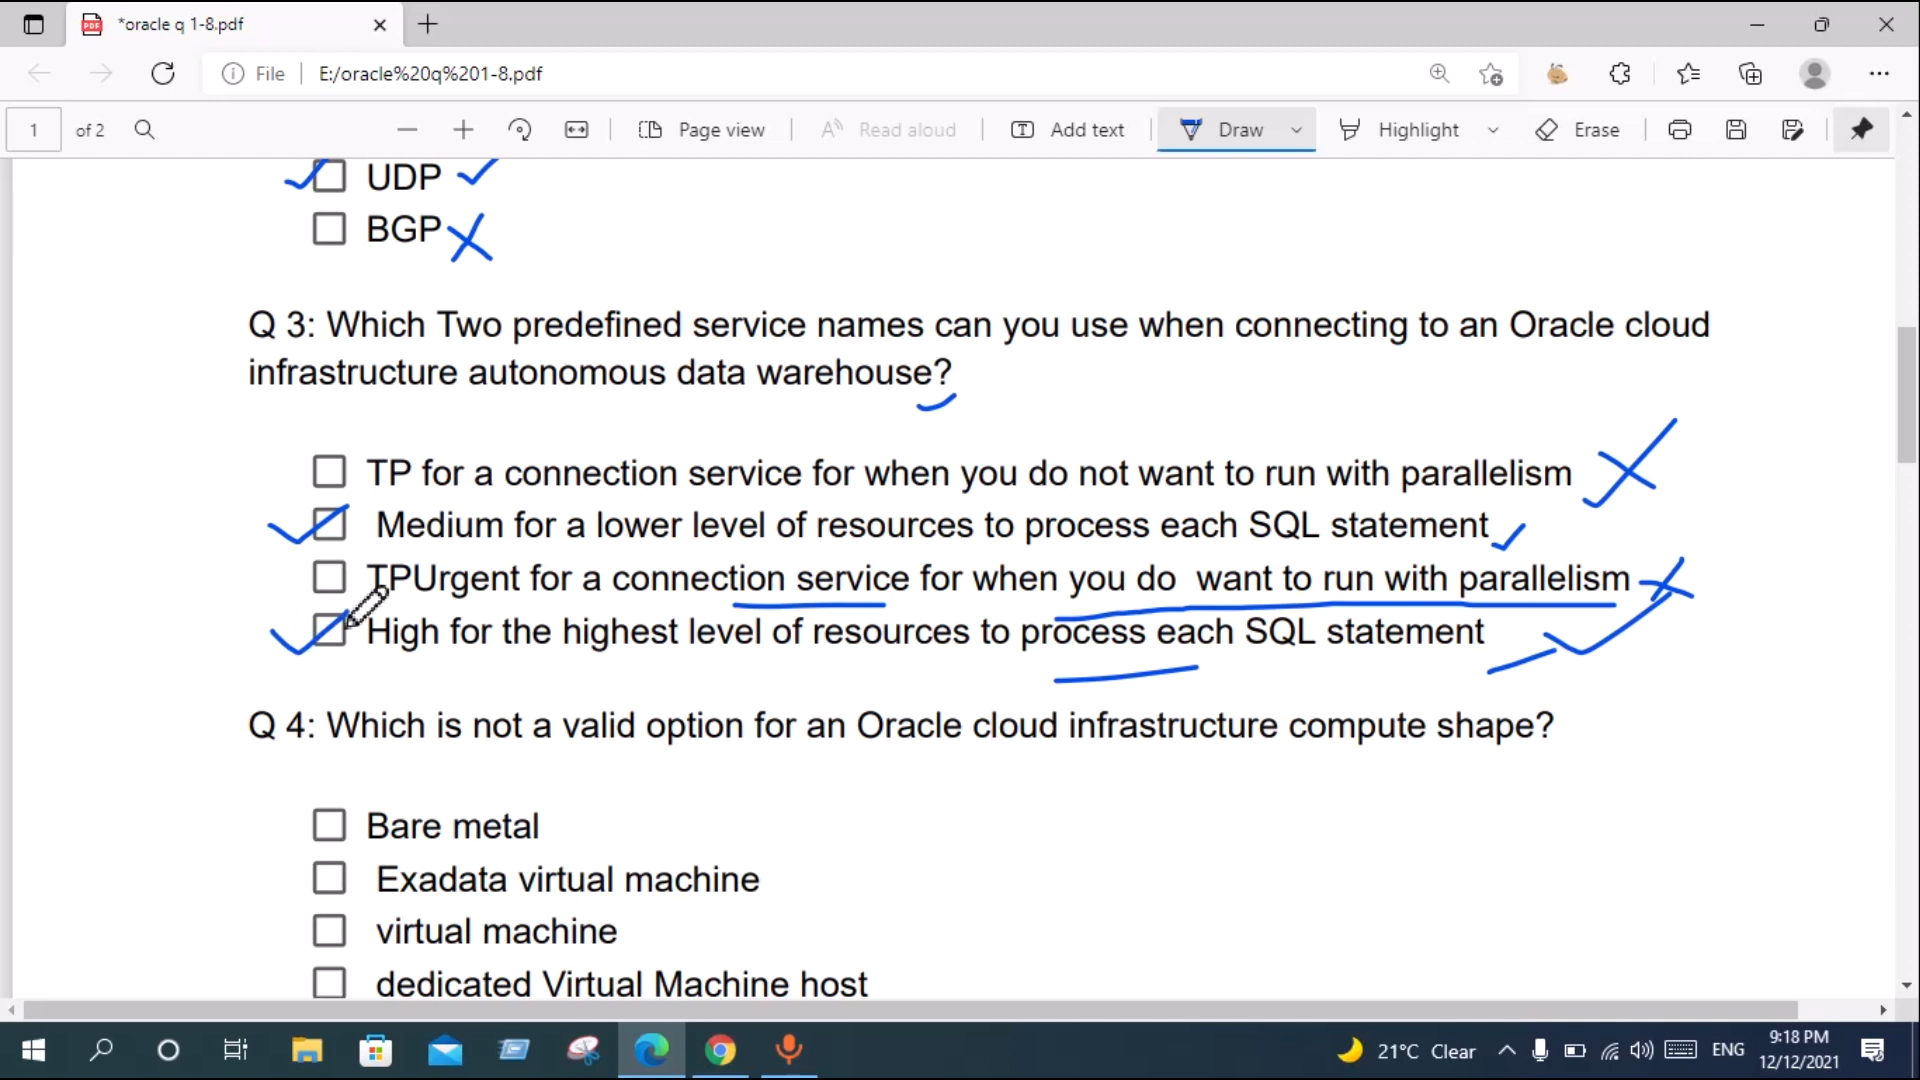 *oracle q 1-8.pdf
File
E:/oracle%20q%201-8.pdf
1
of 2
Page view
Read aloud
Add text
Draw
Highlight
Erase
UDP
BGP
Q 3: Which Two predefined service names can you use when connecting to an Oracle cloud
infrastructure autonomous data warehouse?
TP for a connection service for when you do not want to run with parallelism
Medium for a lower level of resources to process each SQL statement
TPUrgent for a connection service for when you do want to run with parallelism
High for the highest level of resources to process each SQL statement
Q 4: Which is not a valid option for an Oracle cloud infrastructure compute shape?
Bare metal
Exadata virtual machine
virtual machine
dedicated Virtual Machine host
21°C Clear
ENG
9:18 PM
12/12/2021